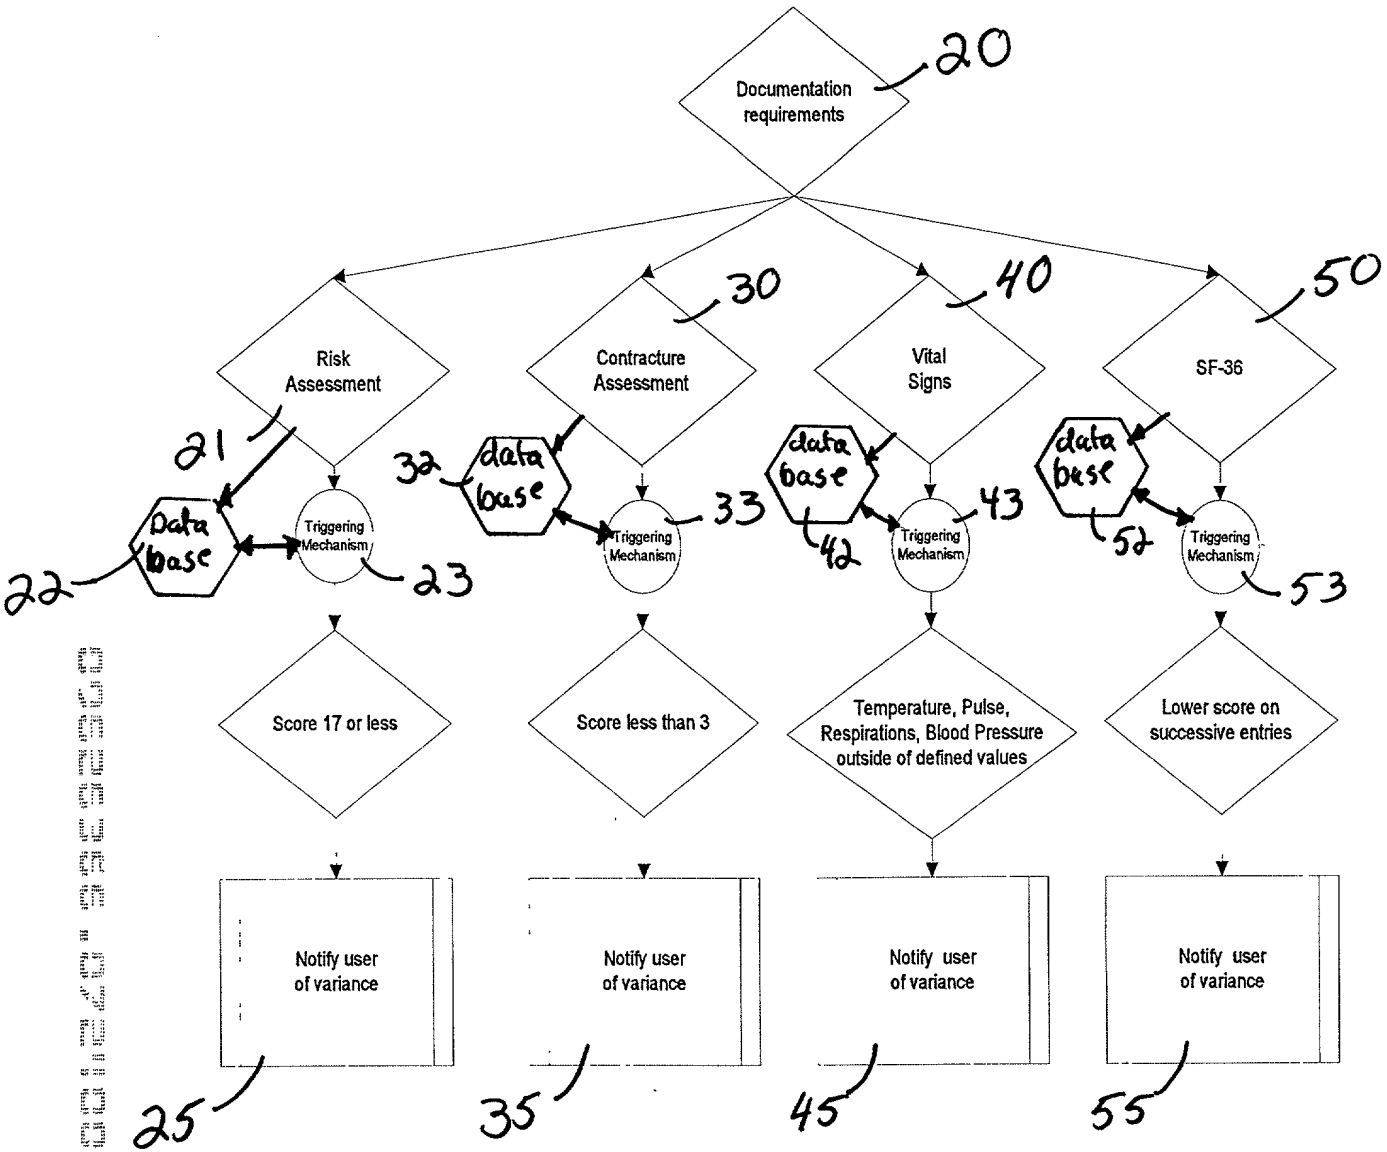 Documentation
requirements
20
Risk
Assessment
21
Contracture
Assessment
30
Vital
Signs
40
SF-36
50
Data
base
22
Triggering
Mechanism
23
data
base
32
Triggering
Mechanism
33
data
base
42
Triggering
Mechanism
43
data
base
52
Triggering
Mechanism
53
Score 17 or less
Score less than 3
Temperature, Pulse,
Respirations, Blood Pressure
outside of defined values
Lower score on
successive entries
Notify user
of variance
25
Notify user
of variance
35
Notify user
of variance
45
Notify user
of variance
55